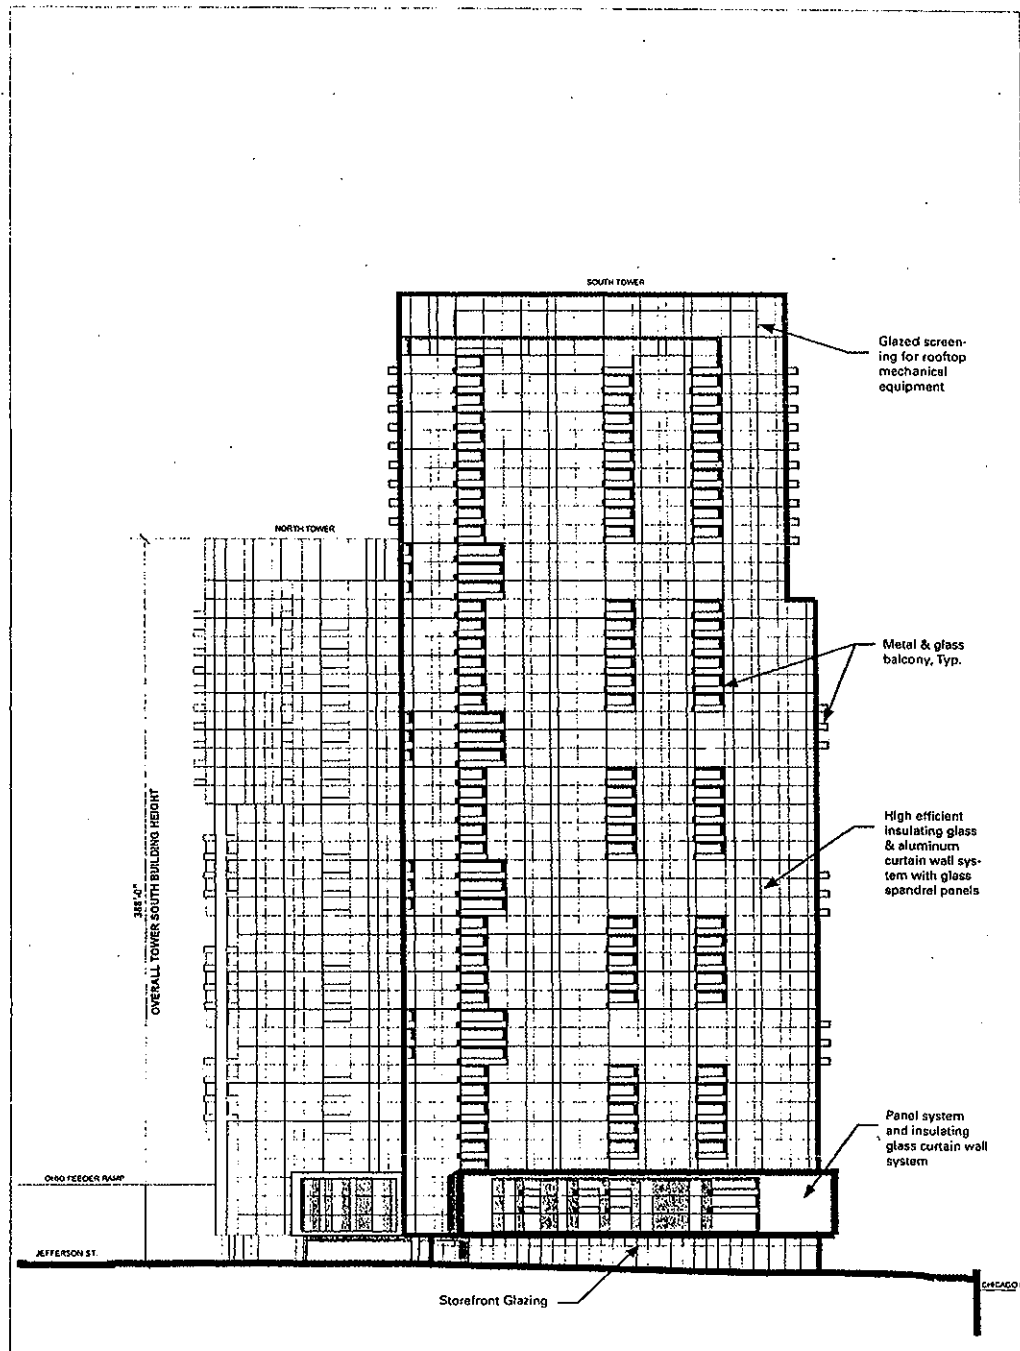 SOUTH TOWER
Glazed screen-
ing for rooftop
mechanical
equipment
NORTH TOWER
Metal & glass
balcony, Typ.
OVERALL TOWER SOUTH BUILDING HEIGHT
High efficient
insulating glass
& aluminum
curtain wall sys-
tem with glass
spandrel panels
Panel system
and insulating
glass curtain wall
system
OHIO FEEDER RAMP
JEFFERSON ST.
Storefront Glazing
CHICAGO